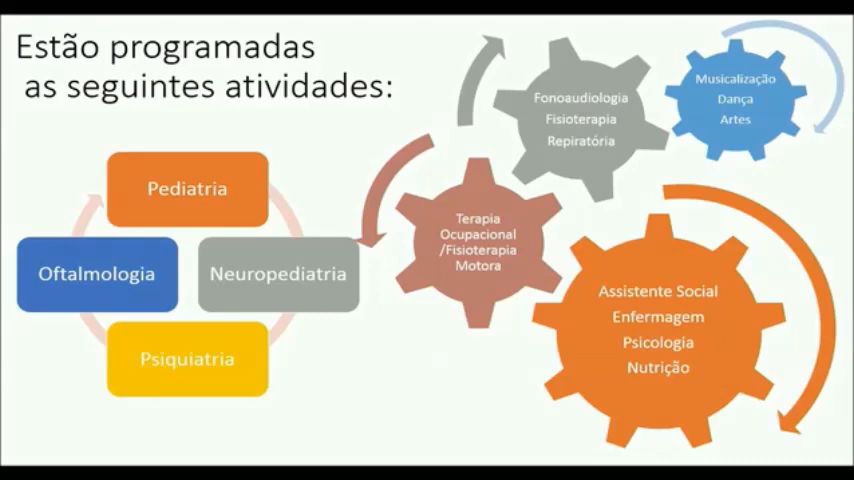 Estão programadas
as seguintes atividades:
Pediatria
Oftalmologia
Neuropediatria
Psiquiatria
Fonoaudiologia
Fisioterapia
Repiratória
Musicalização
Dança
Artes
Terapia
Ocupacional
/Fisioterapia
Motora
Assistente Social
Enfermagem
Psicologia
Nutrição